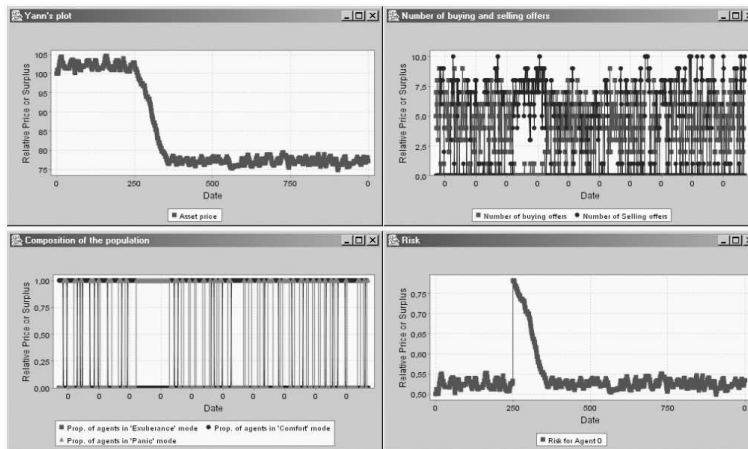 Yann's plot
Relative Price or Surplus
105
100
95
90
85
80
75
0 250 500 750 0
Date
Asset price
Number of buying and selling offers
Relative Price or Surplus
10,0
7,5
5,0
2,5
0,0
0 0 0 0 0 0 0 0 0 0
Date
Number of buying offers Number of Selling offers
Composition of the population
Relative Price or Surplus
1,00
0,75
0,50
0,25
0,00
0 0 0 0 0 0 0 0 0
Date
Prop. of agents in 'Exuberance' mode Prop. of agents in 'Comfort' mode
Prop. of agents in 'Panic' mode
Risk
Relative Price or Surplus
0,75
0,70
0,65
0,60
0,55
0,50
0 250 500 750 0
Date
Risk for Agent 0